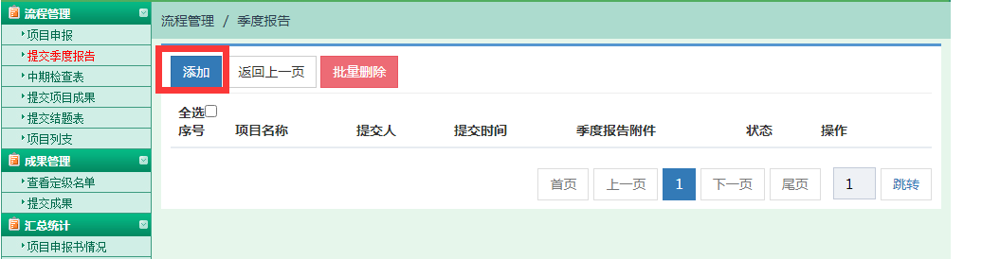 流程管理
项目申报
提交季度报告
中期检查表
提交项目成果
提交结题表
项目列支
成果管理
查看定级名单
提交成果
汇总统计
项目申报书情况
流程管理 / 季度报告
添加 返回上一页 批量删除
全选
序号 项目名称 提交人 提交时间 季度报告附件 状态 操作
首页 上一页 1 下一页 尾页 1 跳转